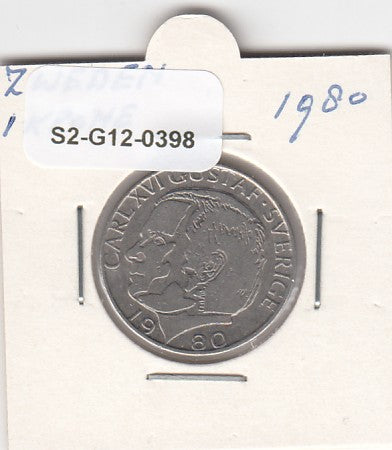 ZWEDEN
1980
1 KRONE
S2-G12-0398
CARL XVI GUSTAF · SVERIGE
19 80